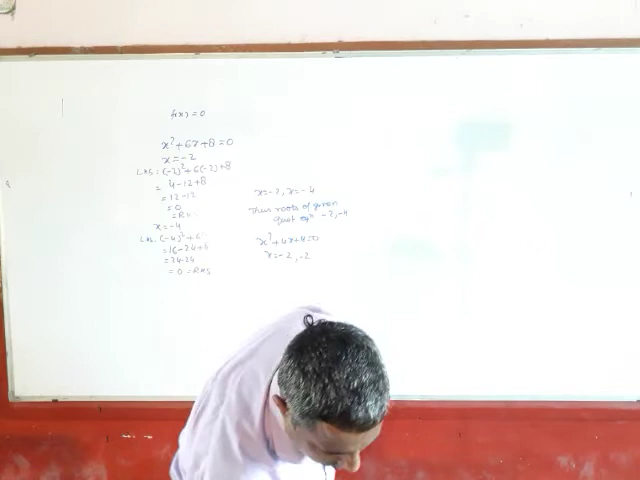 f(x) = 0
x² + 6x + 8 = 0
x = -2
LHS: (-2)² + 6(-2) + 8
= 4 - 12 + 8
= 12 - 12
= 0
= RHS
x = -4
LHS. (-4)² + 6
= 16 - 24 + 8
= 24 - 24
= 0 = RHS
x = -2, x = -4
Thus roots of given
Quat eqⁿ -2, -4
x² + 4x + 4 = 0
x = -2, -2